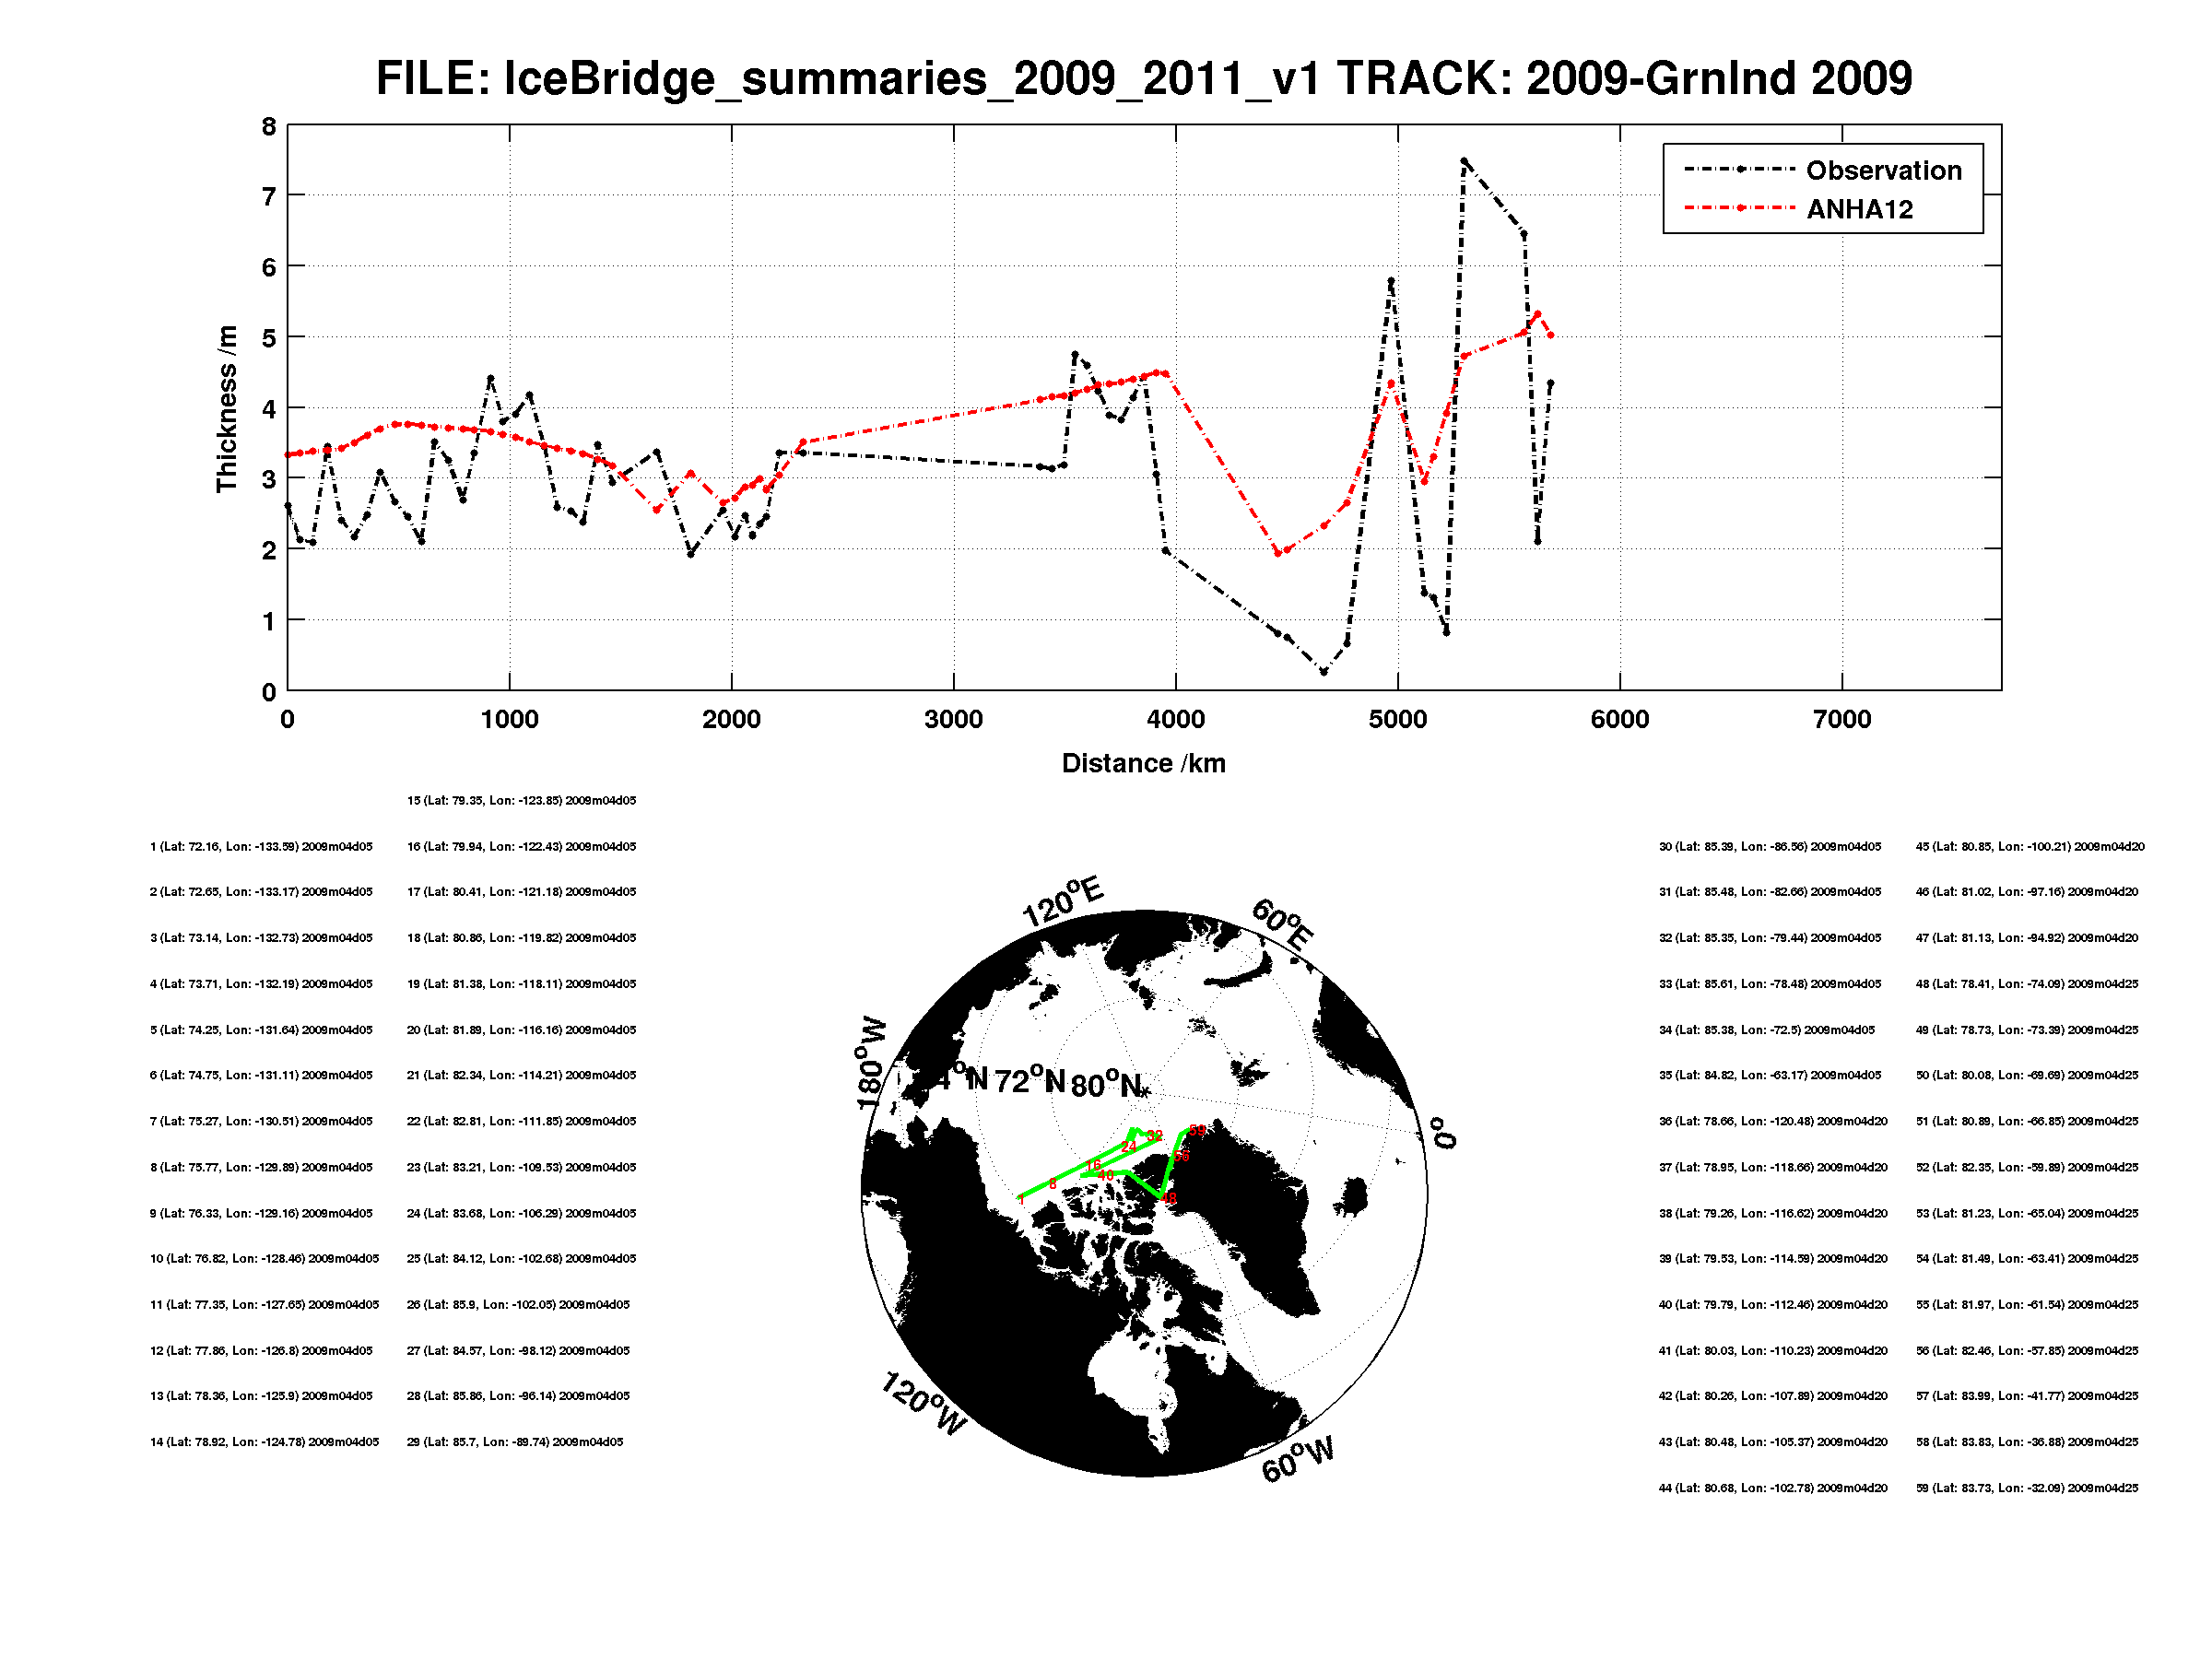 FILE: IceBridge_summaries_2009_2011_v1 TRACK: 2009-Grnlnd 2009
8
7
6
5
4
3
2
1
0
Thickness /m
Observation
ANHA12
0 1000 2000 3000 4000 5000 6000 7000
Distance /km
1 (Lat: 72.16, Lon: -133.59) 2009m04d05
2 (Lat: 72.65, Lon: -133.17) 2009m04d05
3 (Lat: 73.14, Lon: -132.73) 2009m04d05
4 (Lat: 73.71, Lon: -132.19) 2009m04d05
5 (Lat: 74.25, Lon: -131.64) 2009m04d05
6 (Lat: 74.75, Lon: -131.11) 2009m04d05
7 (Lat: 75.27, Lon: -130.51) 2009m04d05
8 (Lat: 75.77, Lon: -129.89) 2009m04d05
9 (Lat: 76.33, Lon: -129.16) 2009m04d05
10 (Lat: 76.82, Lon: -128.46) 2009m04d05
11 (Lat: 77.35, Lon: -127.65) 2009m04d05
12 (Lat: 77.86, Lon: -126.8) 2009m04d05
13 (Lat: 78.36, Lon: -125.9) 2009m04d05
14 (Lat: 78.92, Lon: -124.78) 2009m04d05
15 (Lat: 79.35, Lon: -123.85) 2009m04d05
16 (Lat: 79.94, Lon: -122.43) 2009m04d05
17 (Lat: 80.41, Lon: -121.18) 2009m04d05
18 (Lat: 80.86, Lon: -119.82) 2009m04d05
19 (Lat: 81.38, Lon: -118.11) 2009m04d05
20 (Lat: 81.89, Lon: -116.16) 2009m04d05
21 (Lat: 82.34, Lon: -114.21) 2009m04d05
22 (Lat: 82.81, Lon: -111.85) 2009m04d05
23 (Lat: 83.21, Lon: -109.53) 2009m04d05
24 (Lat: 83.68, Lon: -106.29) 2009m04d05
25 (Lat: 84.12, Lon: -102.68) 2009m04d05
26 (Lat: 85.9, Lon: -102.05) 2009m04d05
27 (Lat: 84.57, Lon: -98.12) 2009m04d05
28 (Lat: 85.86, Lon: -96.14) 2009m04d05
29 (Lat: 85.7, Lon: -89.74) 2009m04d05
120°E
60°E
180°W
4°N 72°N 80°N
0°
120°W
60°W
1
8
16
24
32
40
48
56
59
30 (Lat: 85.39, Lon: -86.56) 2009m04d05
31 (Lat: 85.48, Lon: -82.66) 2009m04d05
32 (Lat: 85.35, Lon: -79.44) 2009m04d05
33 (Lat: 85.61, Lon: -78.48) 2009m04d05
34 (Lat: 85.38, Lon: -72.5) 2009m04d05
35 (Lat: 84.82, Lon: -63.17) 2009m04d05
36 (Lat: 78.66, Lon: -120.48) 2009m04d20
37 (Lat: 78.95, Lon: -118.66) 2009m04d20
38 (Lat: 79.26, Lon: -116.62) 2009m04d20
39 (Lat: 79.53, Lon: -114.59) 2009m04d20
40 (Lat: 79.79, Lon: -112.46) 2009m04d20
41 (Lat: 80.03, Lon: -110.23) 2009m04d20
42 (Lat: 80.26, Lon: -107.89) 2009m04d20
43 (Lat: 80.48, Lon: -105.37) 2009m04d20
44 (Lat: 80.68, Lon: -102.78) 2009m04d20
45 (Lat: 80.85, Lon: -100.21) 2009m04d20
46 (Lat: 81.02, Lon: -97.16) 2009m04d20
47 (Lat: 81.13, Lon: -94.92) 2009m04d20
48 (Lat: 78.41, Lon: -74.09) 2009m04d25
49 (Lat: 78.73, Lon: -73.39) 2009m04d25
50 (Lat: 80.08, Lon: -69.69) 2009m04d25
51 (Lat: 80.89, Lon: -66.85) 2009m04d25
52 (Lat: 82.35, Lon: -59.89) 2009m04d25
53 (Lat: 81.23, Lon: -65.04) 2009m04d25
54 (Lat: 81.49, Lon: -63.41) 2009m04d25
55 (Lat: 81.97, Lon: -61.54) 2009m04d25
56 (Lat: 82.46, Lon: -57.85) 2009m04d25
57 (Lat: 83.99, Lon: -41.77) 2009m04d25
58 (Lat: 83.83, Lon: -36.88) 2009m04d25
59 (Lat: 83.73, Lon: -32.09) 2009m04d25